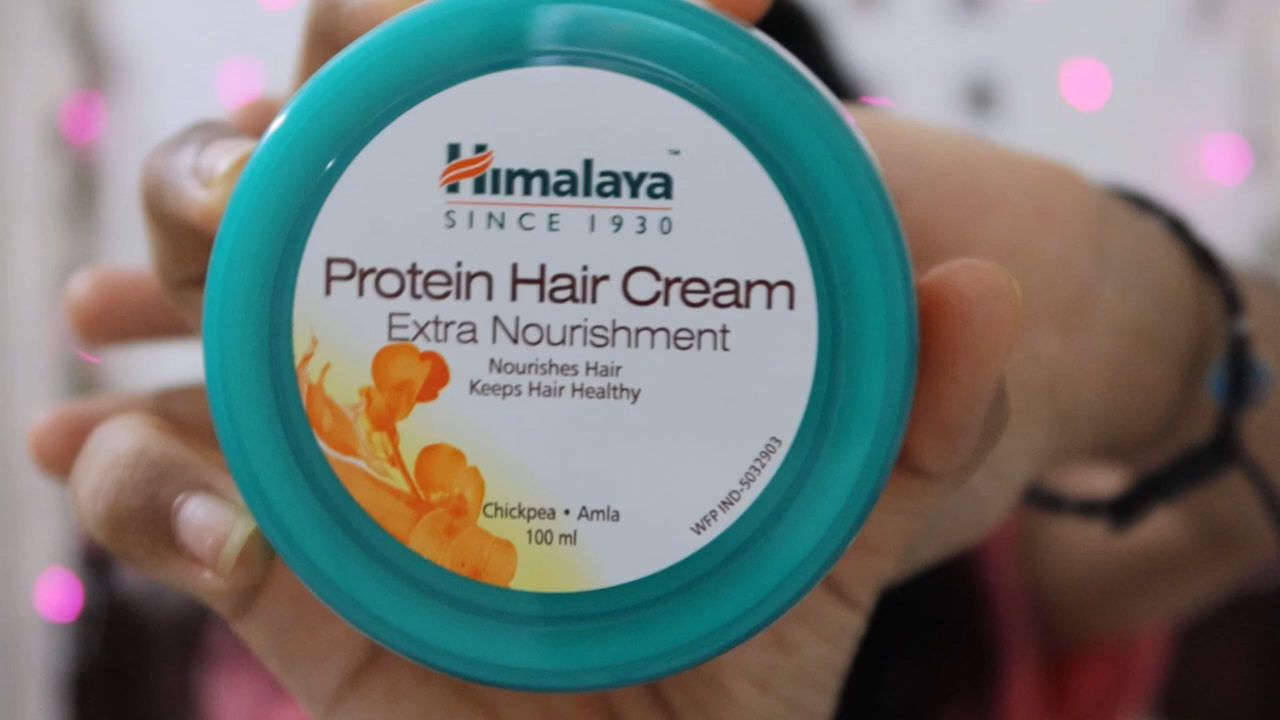 Himalaya™
SINCE 1930
Protein Hair Cream
Extra Nourishment
Nourishes Hair
Keeps Hair Healthy
Chickpea • Amla
100 ml
WFP IND-5032903